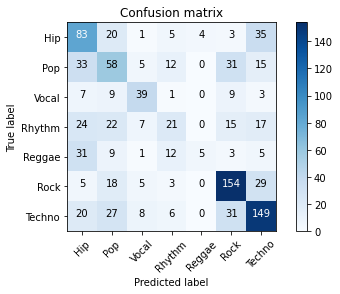 Confusion matrix
True label
Hip 83 20 1 5 4 3 35
Pop 33 58 5 12 0 31 15
Vocal 7 9 39 1 0 9 3
Rhythm 24 22 7 21 0 15 17
Reggae 31 9 1 12 5 3 5
Rock 5 18 5 3 0 154 29
Techno 20 27 8 6 0 31 149
Hip Pop Vocal Rhythm Reggae Rock Techno
Predicted label
140
120
100
80
60
40
20
0